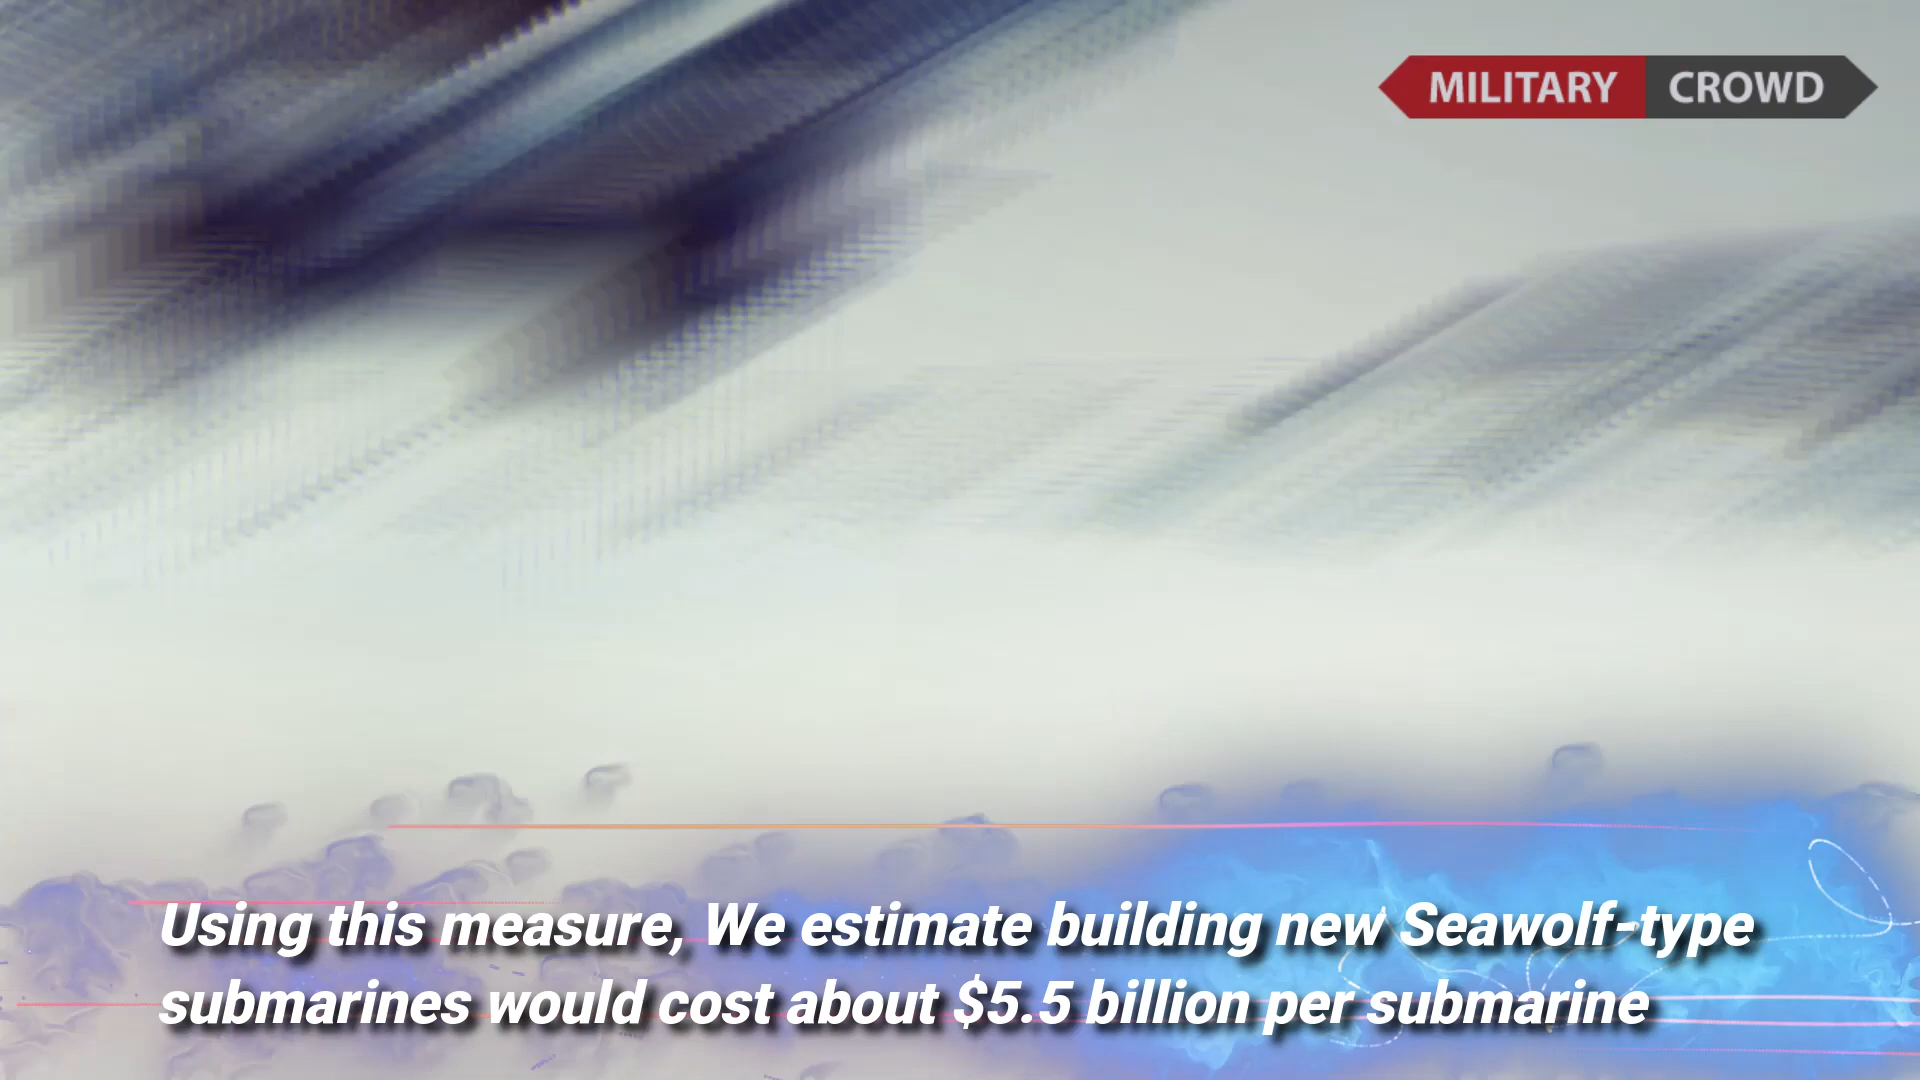 MILITARY CROWD
Using this measure, We estimate building new Seawolf-type
submarines would cost about $5.5 billion per submarine